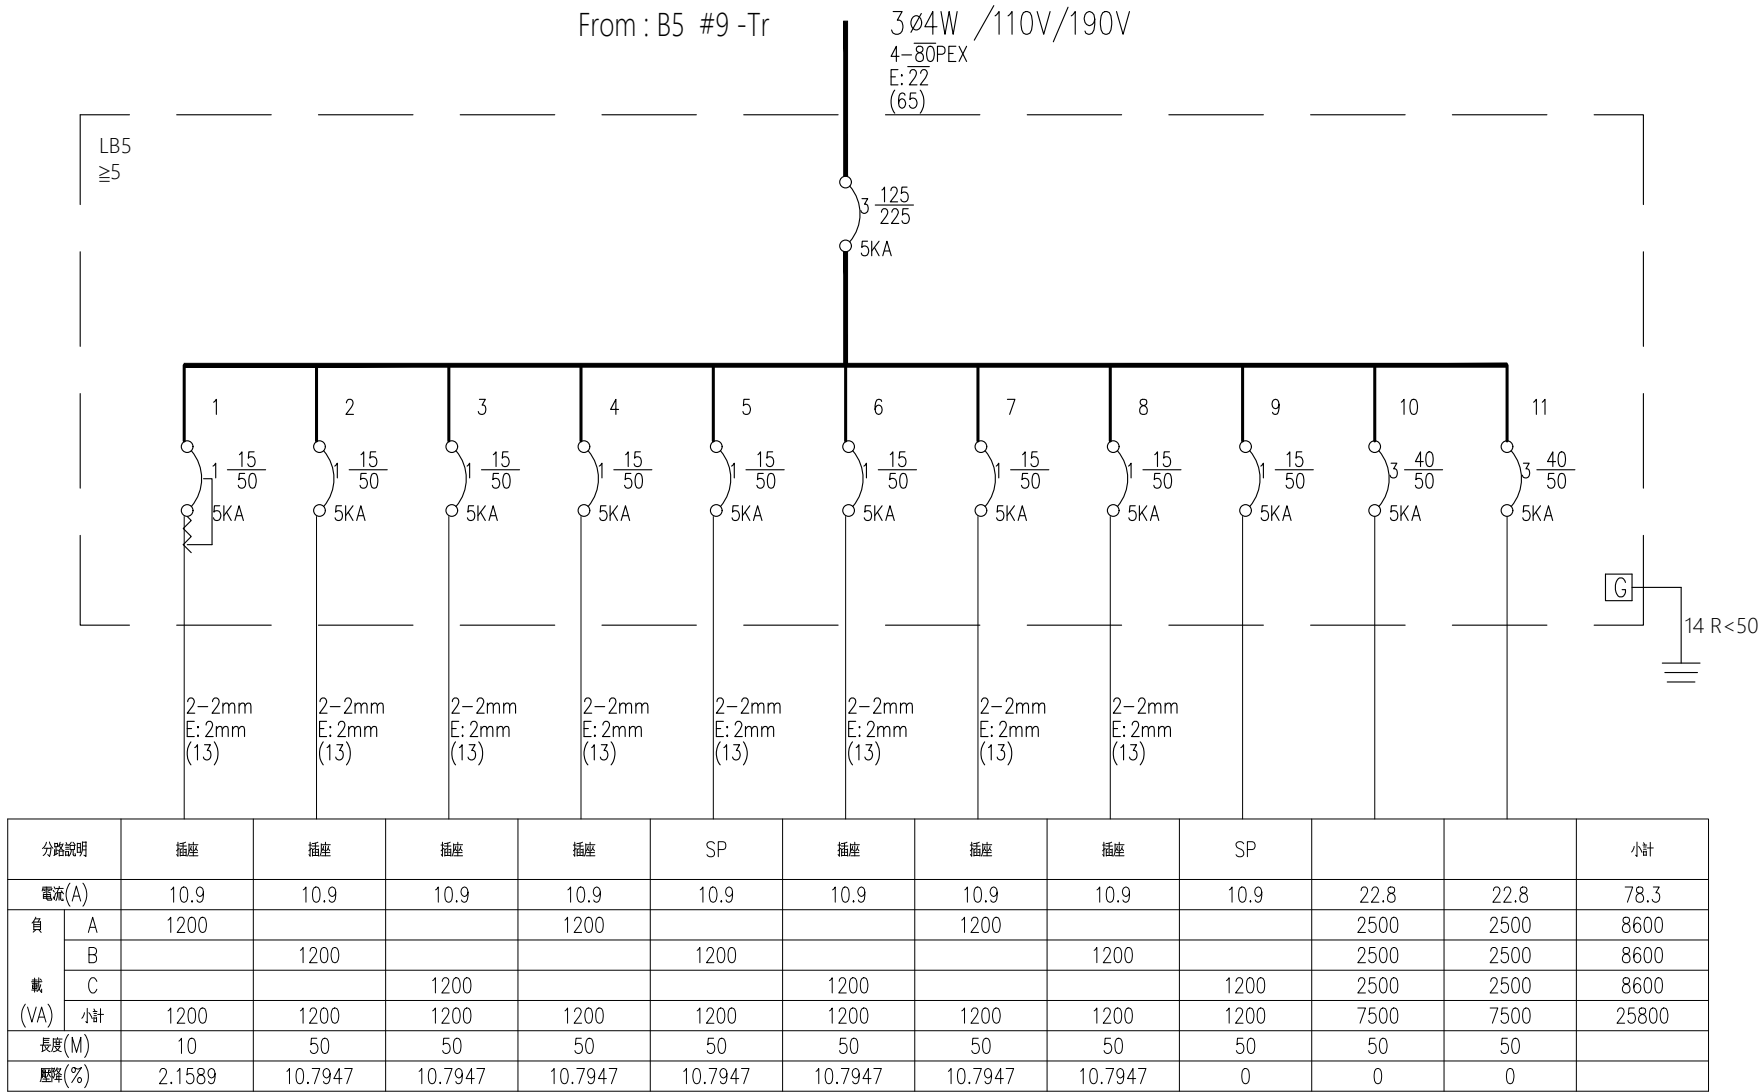 From : B5 #9 -Tr
3ø4W /110V/190V
4-80PEX
E:22
(65)
LB5
≧5
3 125
225
5KA
1 2 3 4 5 6 7 8 9 10 11
1 15 1 15 1 15 1 15 1 15 1 15 1 15 1 15 1 15 3 40 3 40
50 50 50 50 50 50 50 50 50 50 50
5KA 5KA 5KA 5KA 5KA 5KA 5KA 5KA 5KA 5KA 5KA
G
14 R<50
2-2mm 2-2mm 2-2mm 2-2mm 2-2mm 2-2mm 2-2mm 2-2mm
E:2mm E:2mm E:2mm E:2mm E:2mm E:2mm E:2mm E:2mm
(13) (13) (13) (13) (13) (13) (13) (13)
分路說明 插座 插座 插座 插座 SP 插座 插座 插座 SP 小計
電流(A) 10.9 10.9 10.9 10.9 10.9 10.9 10.9 10.9 10.9 22.8 22.8 78.3
負 A 1200 1200 1200 2500 2500 8600
B 1200 1200 1200 2500 2500 8600
載 C 1200 1200 1200 2500 2500 8600
(VA) 小計 1200 1200 1200 1200 1200 1200 1200 1200 1200 7500 7500 25800
長度(M) 10 50 50 50 50 50 50 50 50 50 50
壓降(%) 2.1589 10.7947 10.7947 10.7947 10.7947 10.7947 10.7947 10.7947 0 0 0